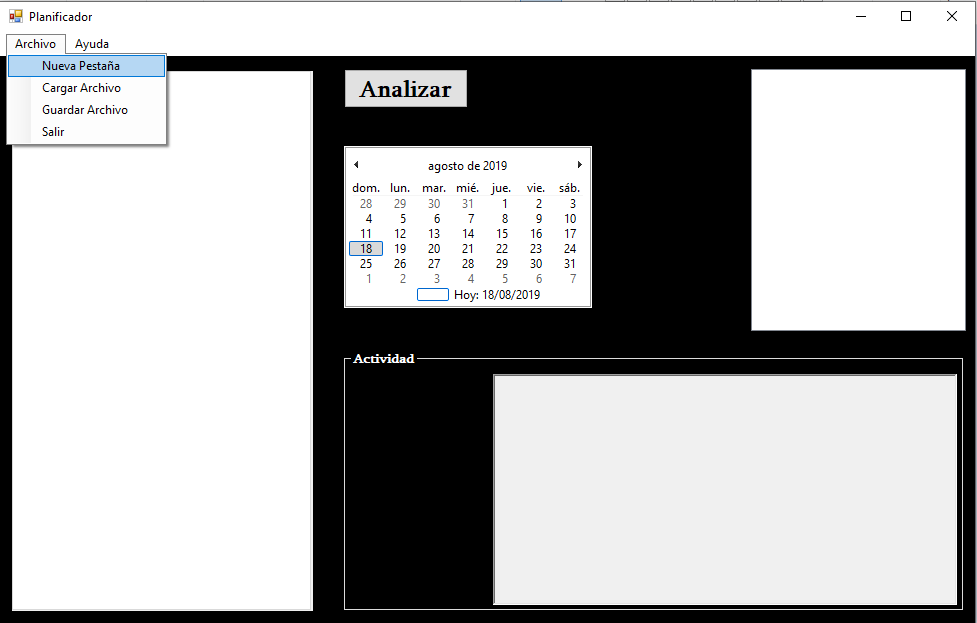 Planificador
Archivo Ayuda
Nueva Pestaña
Cargar Archivo
Guardar Archivo
Salir
Analizar
agosto de 2019
dom. lun. mar. mié. jue. vie. sáb.
28 29 30 31 1 2 3
4 5 6 7 8 9 10
11 12 13 14 15 16 17
18 19 20 21 22 23 24
25 26 27 28 29 30 31
1 2 3 4 5 6 7
Hoy: 18/08/2019
Actividad